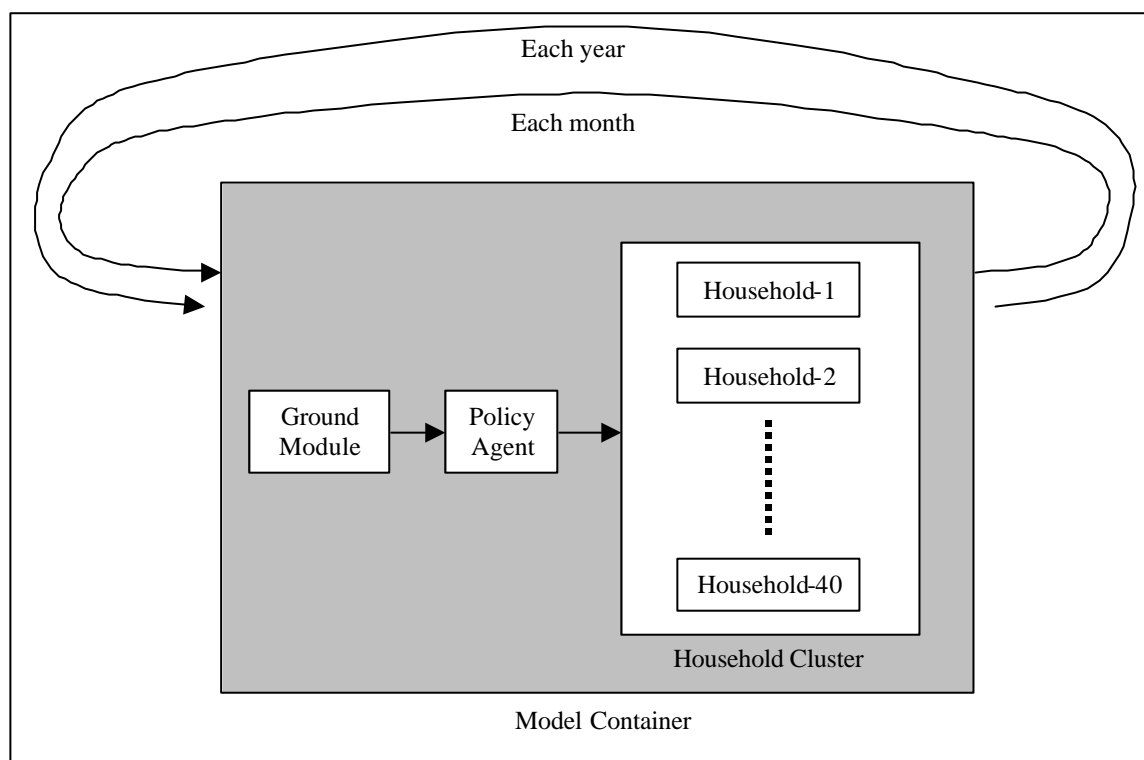 Each year
Each month
Household-1
Household-2
Ground
Module
Policy
Agent
Household-40
Household Cluster
Model Container